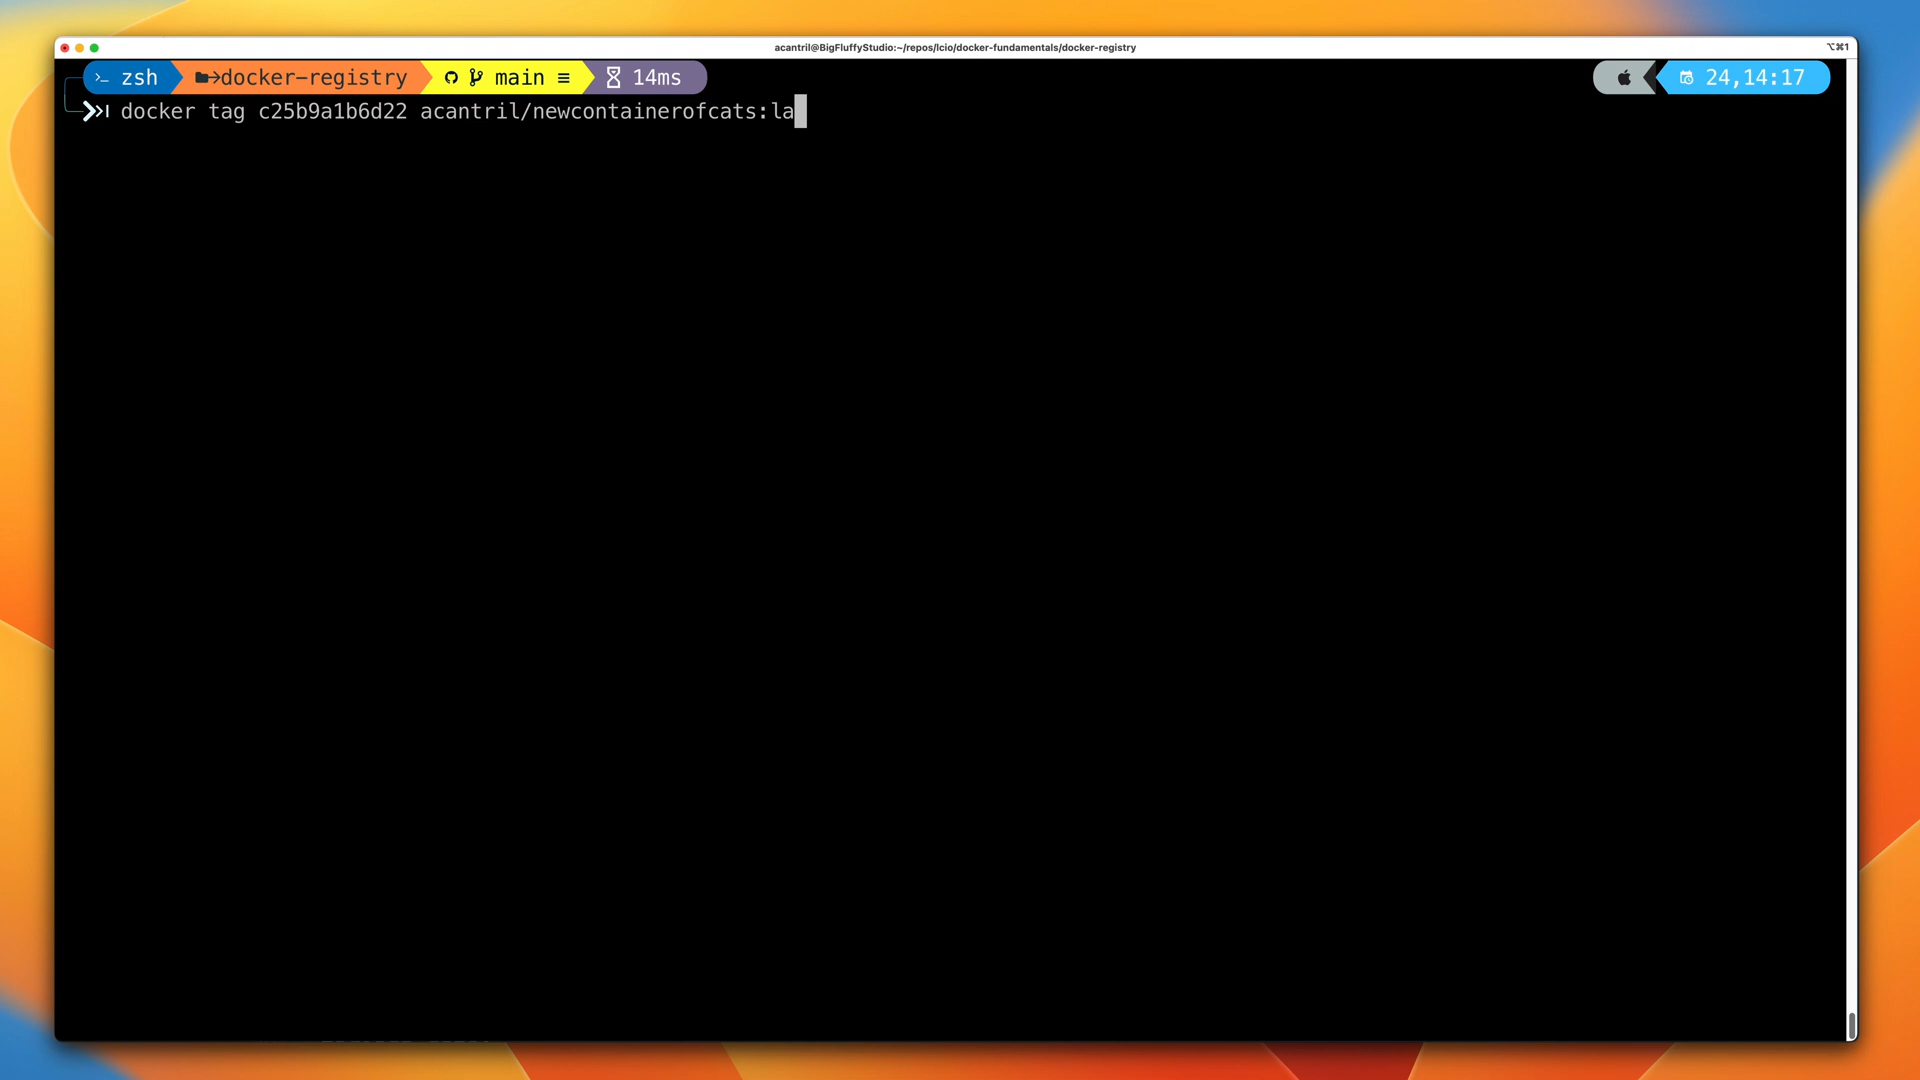 acantril@BigFluffyStudio:~/repos/lcio/docker-fundamentals/docker-registry ⌥⌘1
zsh docker-registry main ≡ 14ms 24,14:17
docker tag c25b9a1b6d22 acantril/newcontainerofcats:la